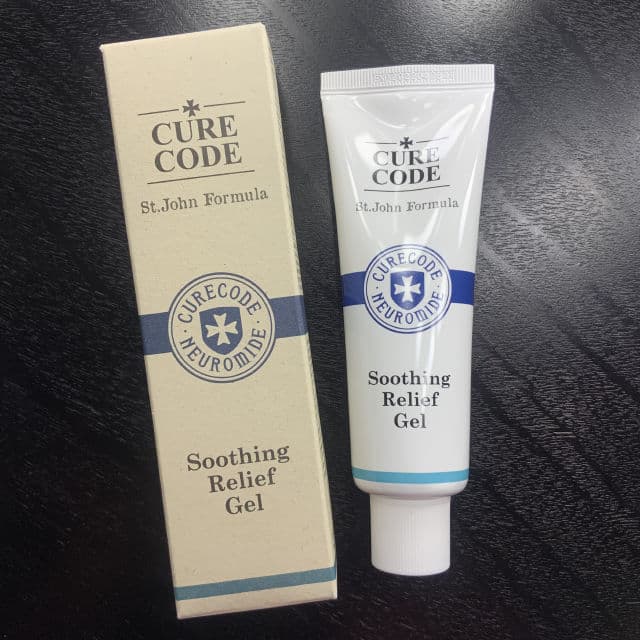 CURE
CODE
St.John Formula
CURECODE
NEUROMIDE
Soothing
Relief
Gel
CURE
CODE
St.John Formula
CURECODE
NEUROMIDE
Soothing
Relief
Gel